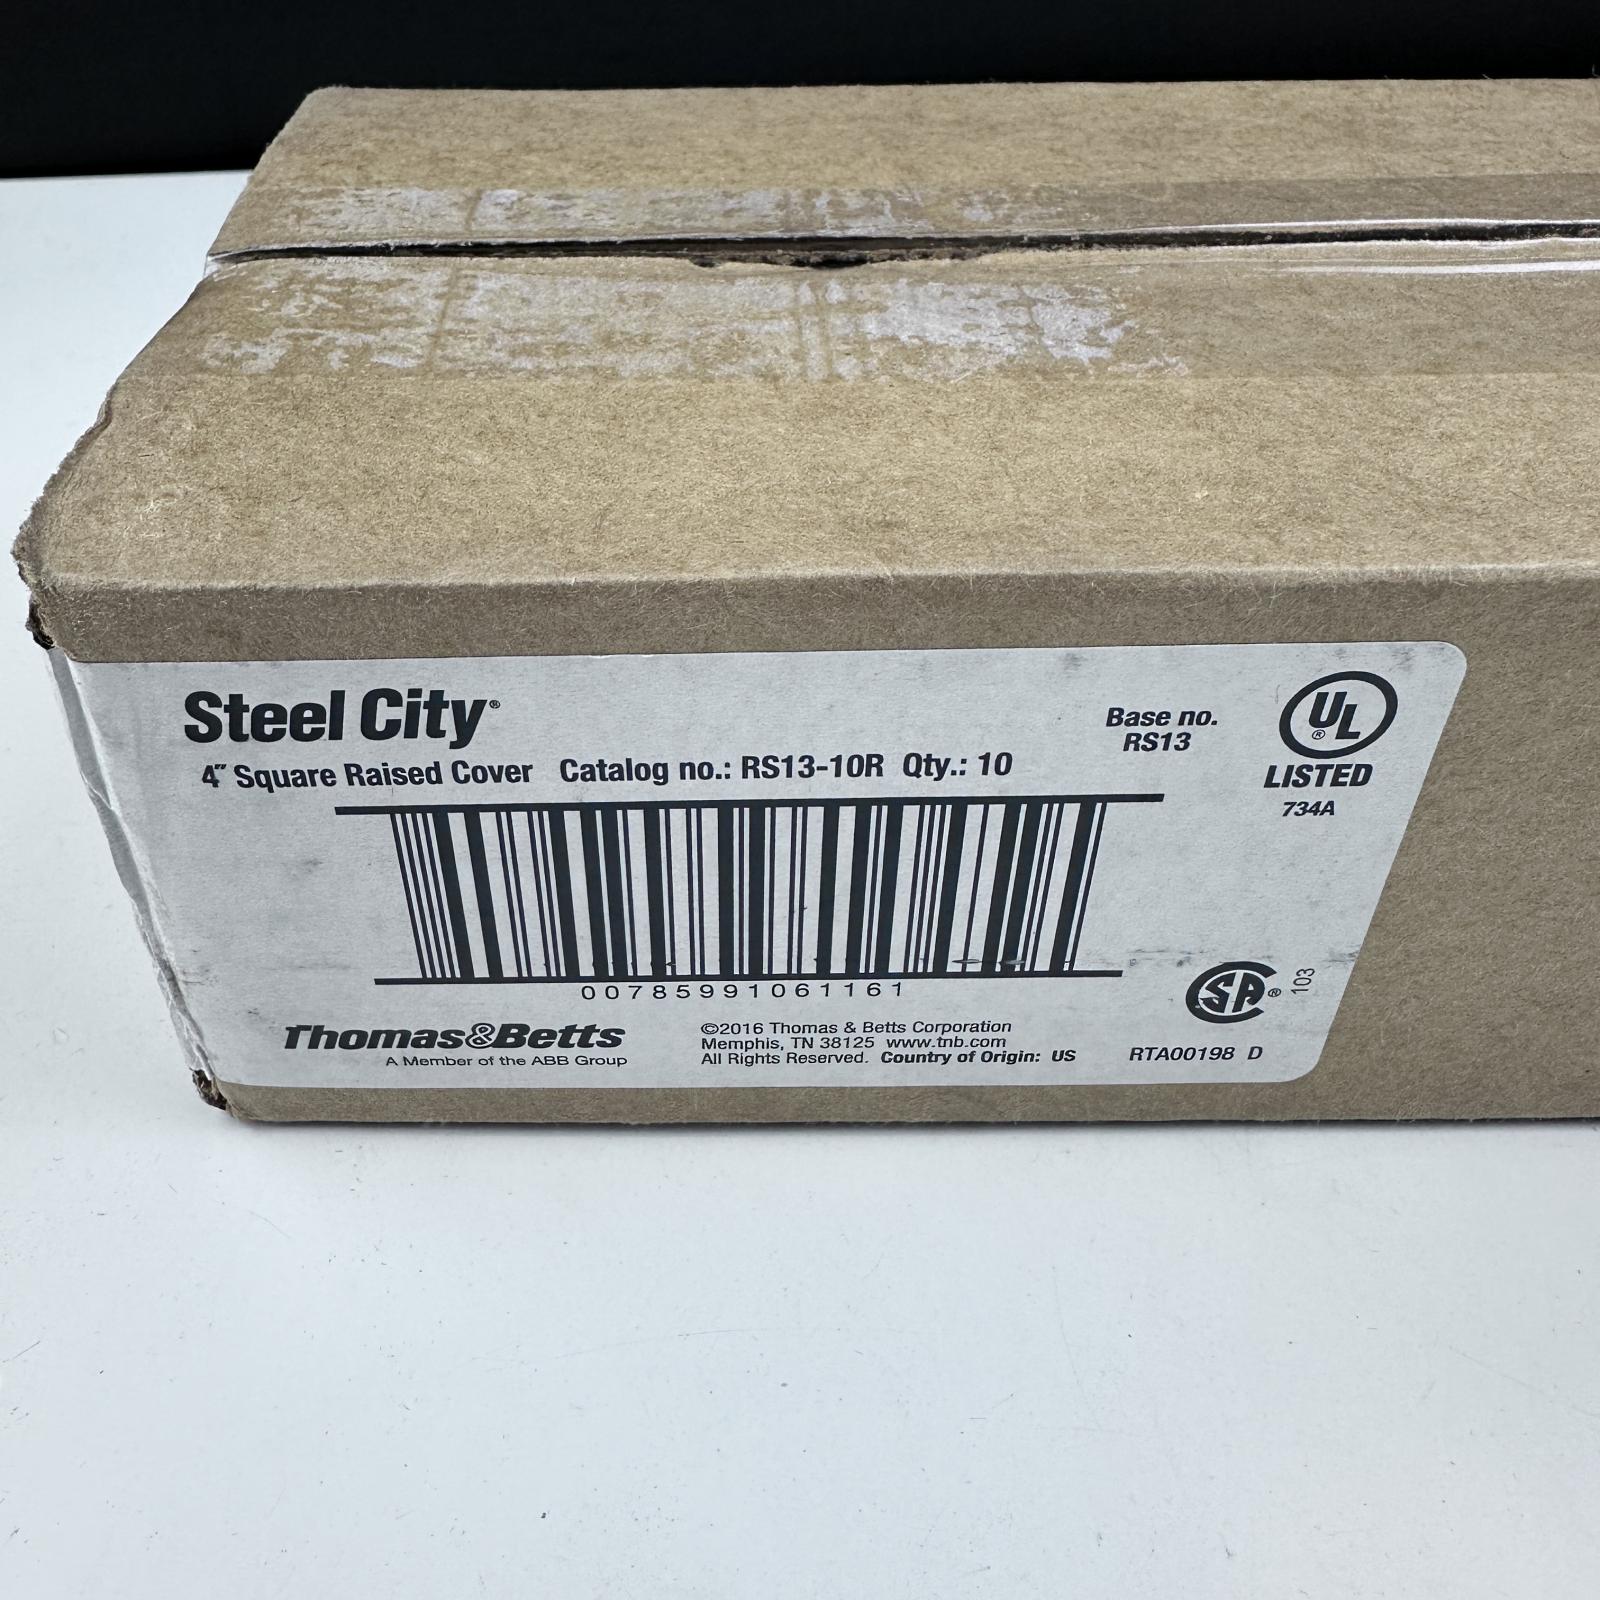 Steel City®
4" Square Raised Cover Catalog no.: RS13-10R Qty.: 10
Base no.
RS13
UL ®
LISTED
734A
00785991061161
Thomas&Betts
A Member of the ABB Group
©2016 Thomas & Betts Corporation
Memphis, TN 38125 www.tnb.com
All Rights Reserved. Country of Origin: US
SA ®
103
RTA00198 D